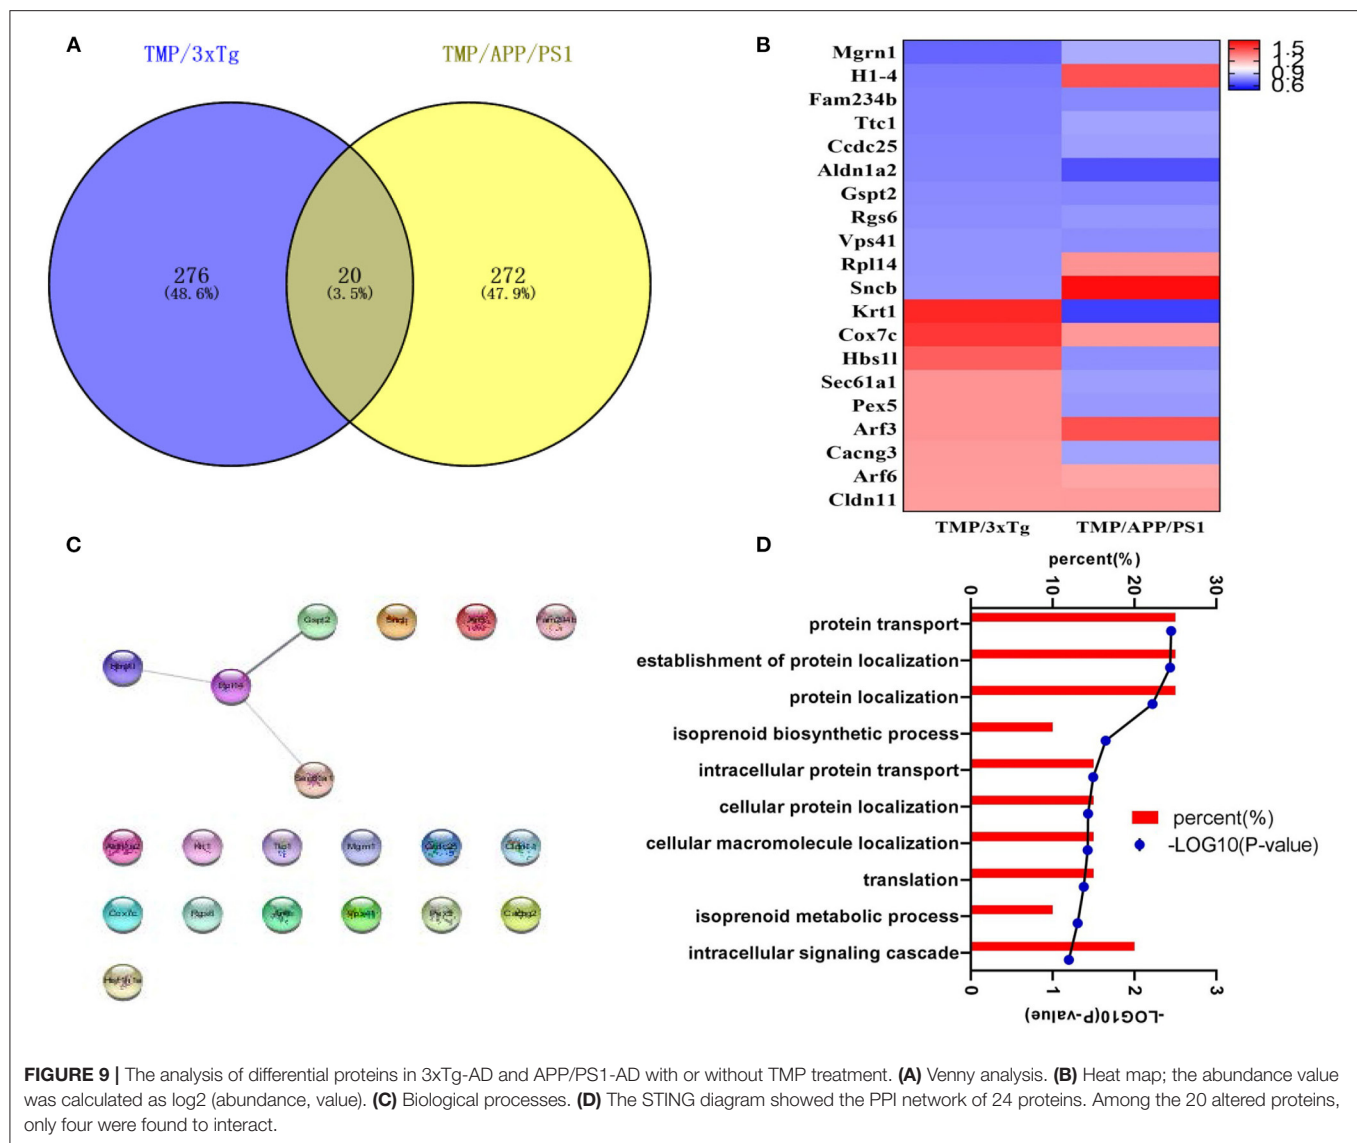 A
TMP/3xTg
TMP/APP/PS1
276
(48.6%)
20
(3.5%)
272
(47.9%)
B
Mgrn1
H1-4
Fam234b
Ttc1
Ccdc25
Aldn1a2
Gspt2
Rgs6
Vps41
Rpl14
Sncb
Krt1
Cox7c
Hbs1l
Sec61a1
Pex5
Arf3
Cacng3
Arf6
Cldn11
TMP/3xTg
TMP/APP/PS1
1.5
1.2
0.9
0.6
C
Gspt2
Sncb
Fam234b
Rpl14
Krt1
Ttc1
Mgrn1
Ccdc25
Cox7c
Rgs6
Vps41
Pex5
Cacng2
D
percent(%)
0
10
20
30
protein transport
establishment of protein localization
protein localization
isoprenoid biosynthetic process
intracellular protein transport
cellular protein localization
cellular macromolecule localization
translation
isoprenoid metabolic process
intracellular signaling cascade
percent(%)
-LOG10(P-value)
0
1
2
3
-LOG10(P-value)
FIGURE 9 | The analysis of differential proteins in 3xTg-AD and APP/PS1-AD with or without TMP treatment. (A) Venny analysis. (B) Heat map; the abundance value
was calculated as log2 (abundance, value). (C) Biological processes. (D) The STING diagram showed the PPI network of 24 proteins. Among the 20 altered proteins,
only four were found to interact.